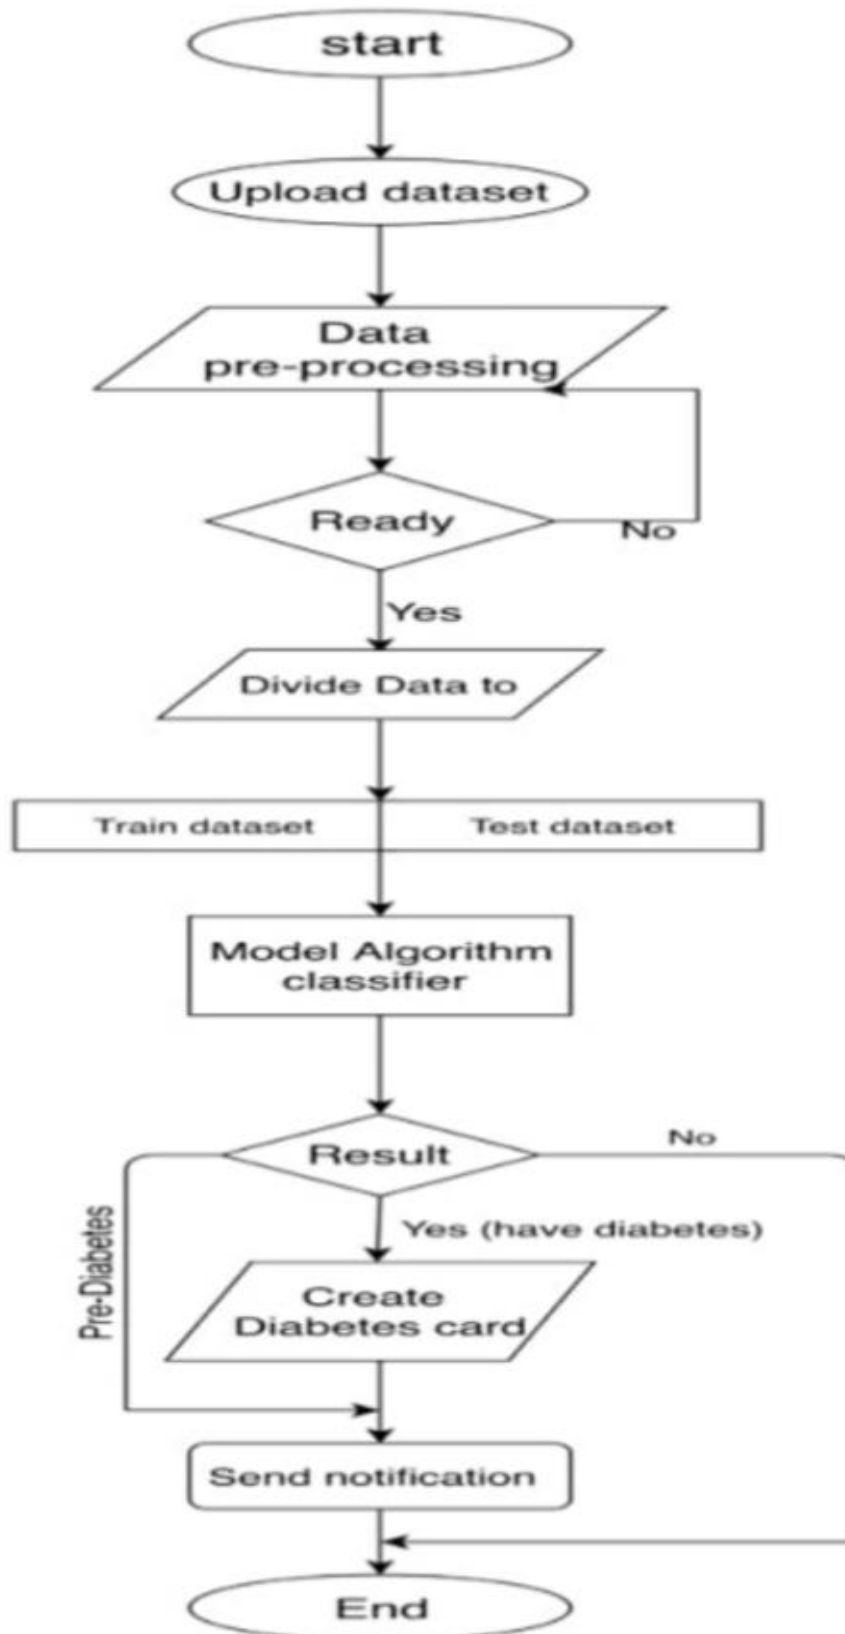 start
Upload dataset
Data
pre-processing
Ready
No
Yes
Divide Data to
Train dataset
Test dataset
Model Algorithm
classifier
Result
No
Yes (have diabetes)
Pre-Diabetes
Create
Diabetes card
Send notification
End